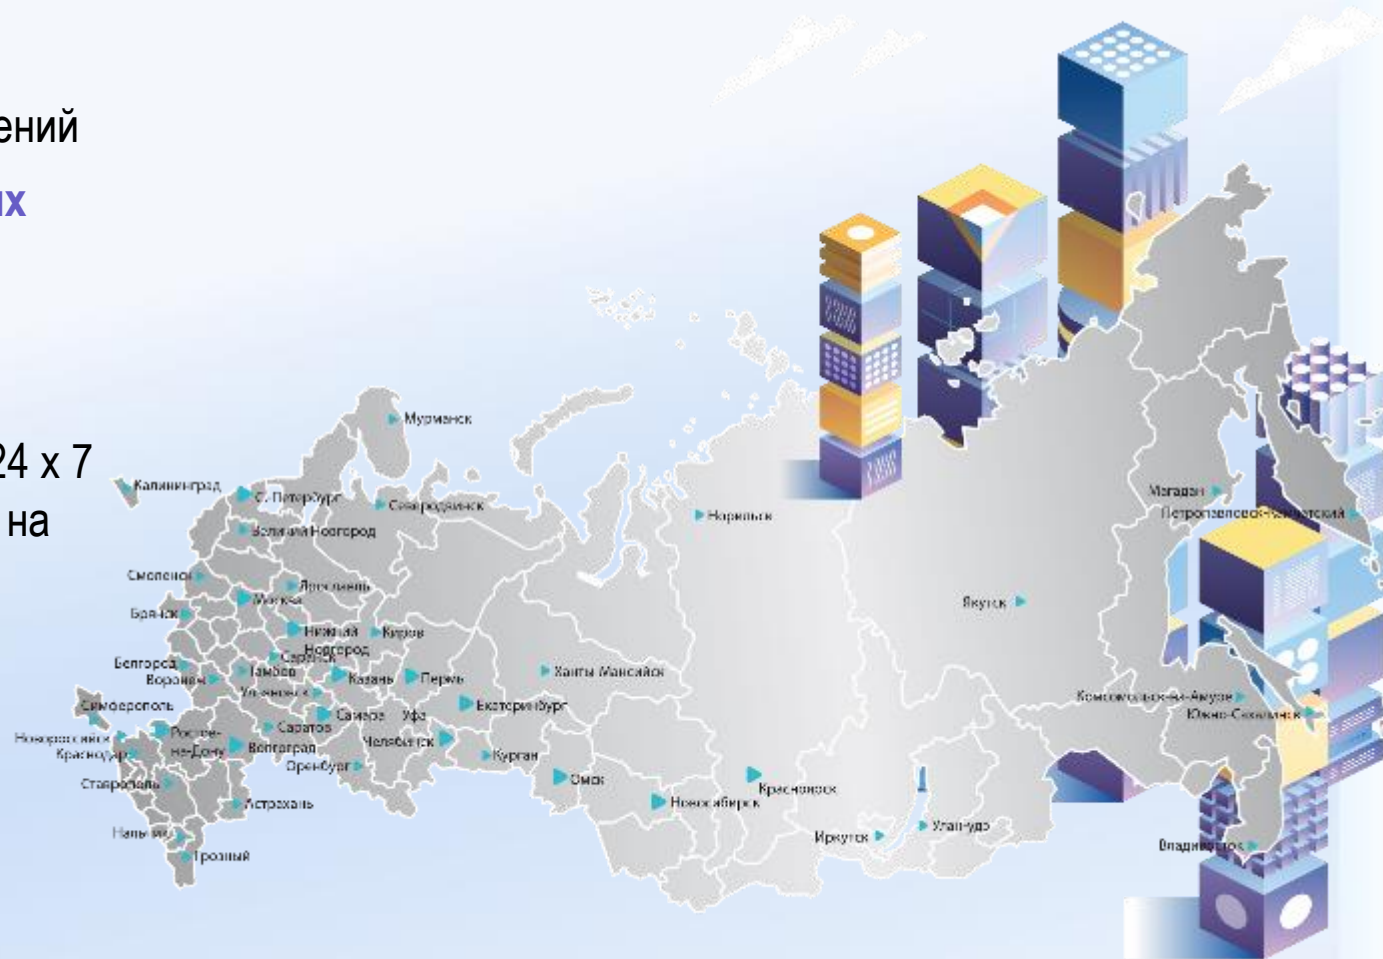 ений
ых
24 x 7
на
Мурманск
Калининград
С.-Петербург
Северодвинск
Великий Новгород
Норильск
Магадан
Петропавловск-Камчатский
Смоленск
Ярославль
Москва
Якутск
Брянск
Нижний
Новгород
Киров
Саранск
Белгород
Тамбов
Воронеж
Казань
Пермь
Ханты-Мансийск
Ульяновск
Симферополь
Екатеринбург
Комсомольск-на-Амуре
Южно-Сахалинск
Самара
Уфа
Саратов
Новороссийск
Ростов-
на-Дону
Волгоград
Челябинск
Краснодар
Курган
Оренбург
Омск
Ставрополь
Красноярск
Новосибирск
Астрахань
Нальчик
Иркутск
Улан-удэ
Владивосток
Грозный